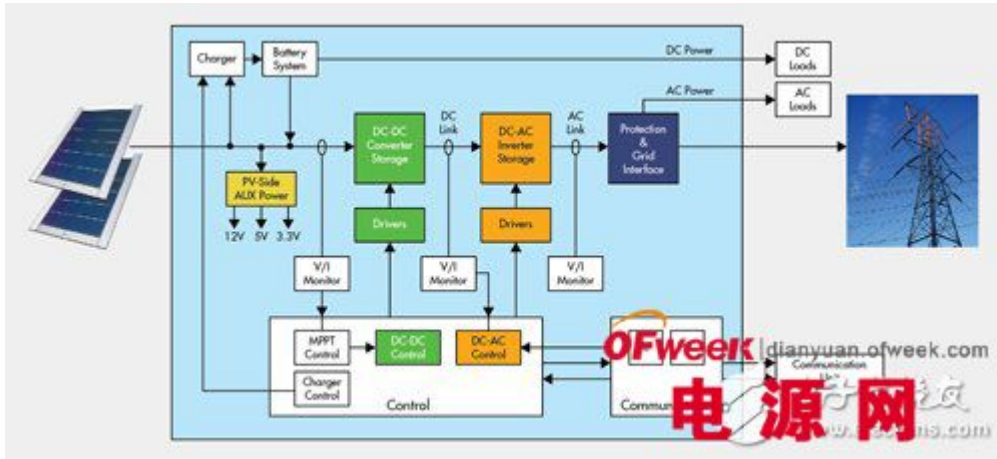 Charger
Battery
System
DC Power
DC
Loads
AC Power
AC
Loads
DC-DC
Converter
Storage
DC
Link
DC-AC
Inverter
Storage
AC
Link
Protection
&
Grid
Interface
PV-Side
AUX Power
12V 5V 3.3V
Drivers
Drivers
V/I
Monitor
V/I
Monitor
V/I
Monitor
MPPT
Control
DC-DC
Control
DC-AC
Control
Charger
Control
Control
OFweek dianyuan.ofweek.com
Communication
电源网